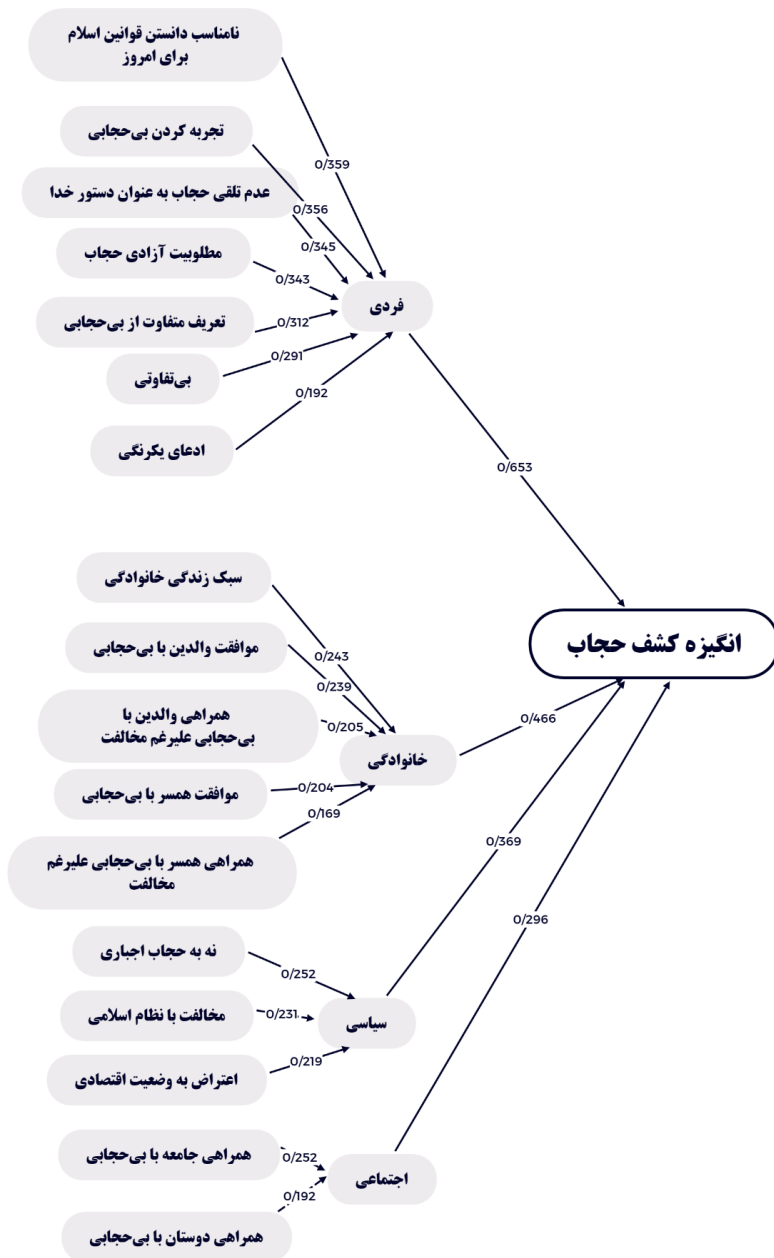 نامناسب دانستن قوانین اسلام
برای امروز
0/359
تجربه کردن بی‌حجابی
0/356
عدم تلقی حجاب به عنوان دستور خدا
0/345
مطلوبیت آزادی حجاب
0/343
فردی
تعریف متفاوت از بی‌حجابی
0/312
بی‌تفاوتی
0/291
ادعای یکرنگی
0/192
0/653
سبک زندگی خانوادگی
0/243
موافقت والدین با بی‌حجابی
0/239
انگیزه کشف حجاب
همراهی والدین با
بی‌حجابی علیرغم مخالفت
0/205
خانوادگی
0/466
موافقت همسر با بی‌حجابی
0/204
همراهی همسر با بی‌حجابی علیرغم
مخالفت
0/169
0/369
0/296
نه به حجاب اجباری
0/252
مخالفت با نظام اسلامی
0/231
سیاسی
اعتراض به وضعیت اقتصادی
0/219
همراهی جامعه با بی‌حجابی
0/252
اجتماعی
همراهی دوستان با بی‌حجابی
0/192